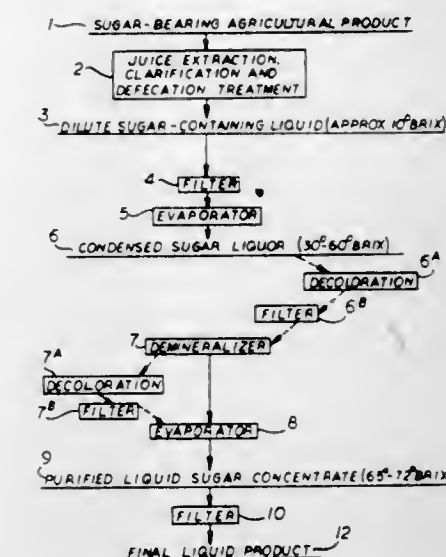 1 SUGAR-BEARING AGRICULTURAL PRODUCT
2 JUICE EXTRACTION,
CLARIFICATION AND
DEFECATION TREATMENT
3 DILUTE SUGAR-CONTAINING LIQUID (APPROX 10° BRIX)
4 FILTER
5 EVAPORATOR
6 CONDENSED SUGAR LIQUOR (30°-60° BRIX)
6A
DECOLORATION
FILTER 6B
7 DEMINERALIZER
7A
DECOLORATION
7B FILTER
EVAPORATOR 8
9
PURIFIED LIQUID SUGAR CONCENTRATE (65°-72° BRIX
FILTER 10
FINAL LIQUID PRODUCT 12